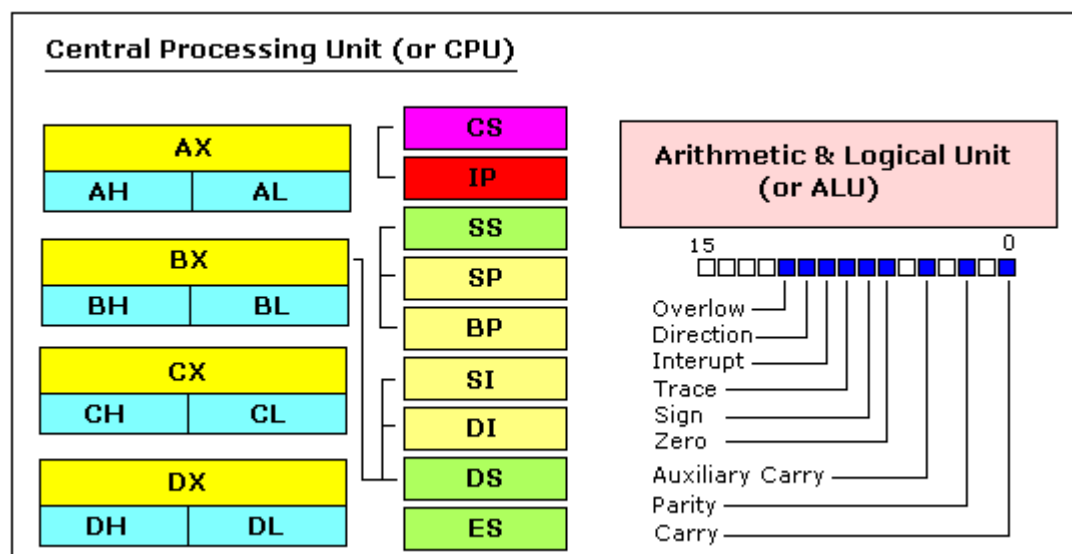 Central Processing Unit (or CPU)
AX
AH AL
BX
BH BL
CX
CH CL
DX
DH DL
CS
IP
SS
SP
BP
SI
DI
DS
ES
Arithmetic & Logical Unit
(or ALU)
15 0
Overlow
Direction
Interupt
Trace
Sign
Zero
Auxiliary Carry
Parity
Carry